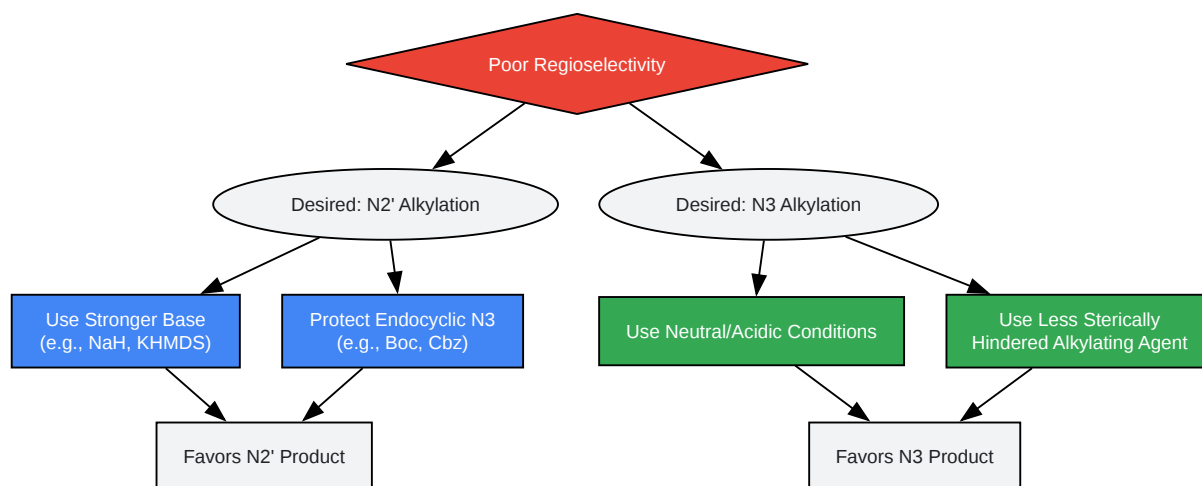 Poor Regioselectivity
Desired: N2' Alkylation
Desired: N3 Alkylation
Use Stronger Base
(e.g., NaH, KHMDS)
Protect Endocyclic N3
(e.g., Boc, Cbz)
Use Neutral/Acidic Conditions
Use Less Sterically
Hindered Alkylating Agent
Favors N2' Product
Favors N3 Product